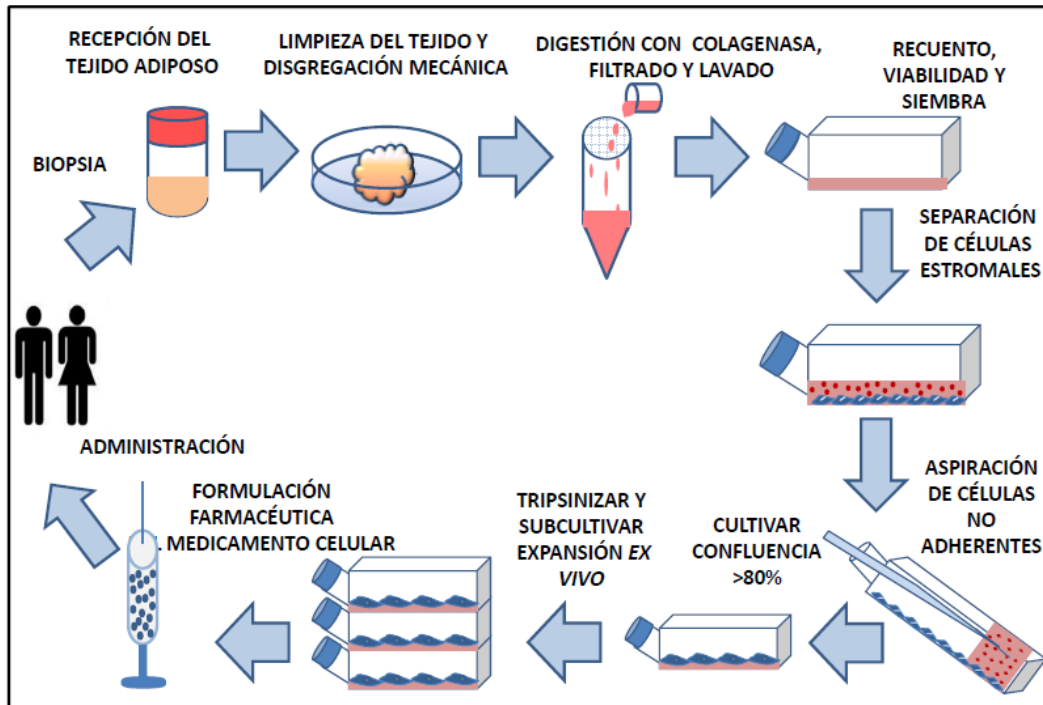 BIOPSIA
RECEPCIÓN DEL
TEJIDO ADIPOSO
LIMPIEZA DEL TEJIDO Y
DISGREGACIÓN MECÁNICA
DIGESTIÓN CON COLAGENASA,
FILTRADO Y LAVADO
RECUENTO,
VIABILIDAD Y
SIEMBRA
SEPARACIÓN
DE CÉLULAS
ESTROMALES
ASPIRACIÓN
DE CÉLULAS
NO
ADHERENTES
CULTIVAR
CONFLUENCIA
>80%
TRIPSINIZAR Y
SUBCULTIVAR
EXPANSIÓN EX
VIVO
FORMULACIÓN
FARMACÉUTICA
MEDICAMENTO CELULAR
ADMINISTRACIÓN